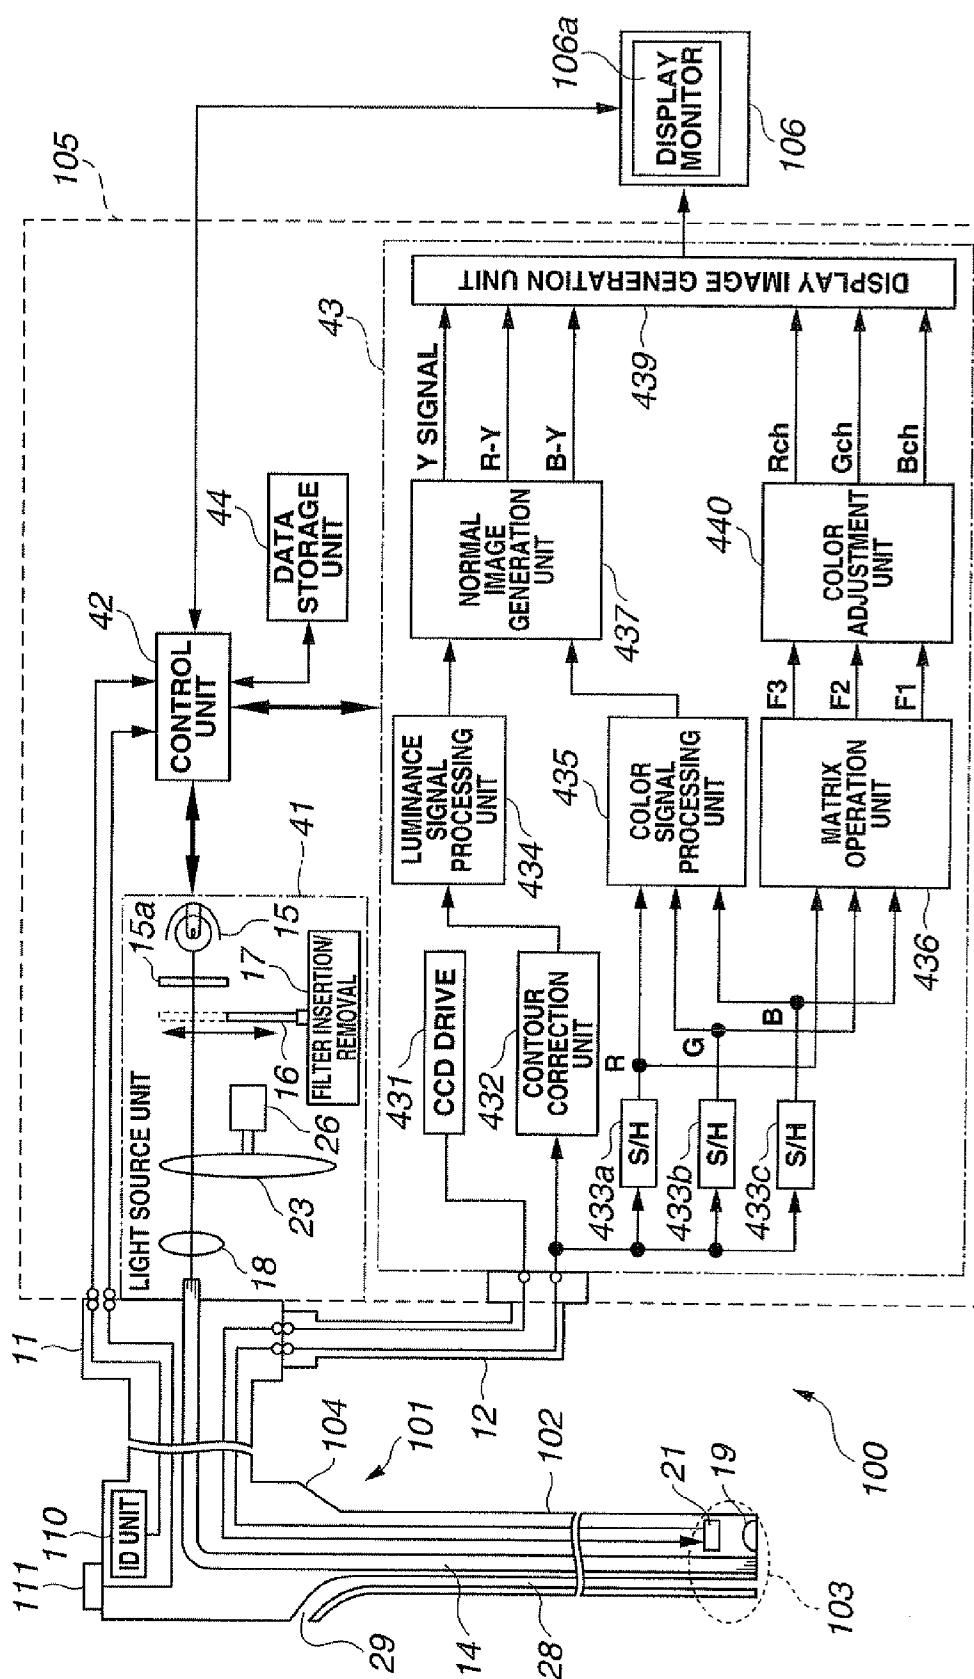 105
106a
DISPLAY
MONITOR
106
43
DISPLAY IMAGE GENERATION UNIT
439
Y SIGNAL
R-Y
B-Y
Rch
Gch
Bch
44
DATA
STORAGE
UNIT
42
CONTROL
UNIT
NORMAL
IMAGE
GENERATION
UNIT
437
440
COLOR
ADJUSTMENT
UNIT
F3
F2
F1
LUMINANCE
SIGNAL
PROCESSING
UNIT
434
435
COLOR
SIGNAL
PROCESSING
UNIT
MATRIX
OPERATION
UNIT
436
41
15a
15
17
FILTER INSERTION/
REMOVAL
16
26
23
18
LIGHT SOURCE UNIT
431
CCD DRIVE
432
CONTOUR
CORRECTION
UNIT
R
G
B
433a
S/H
433b
S/H
433c
S/H
11
12
104
101
102
100
111
110
ID UNIT
29
14
28
21
19
103